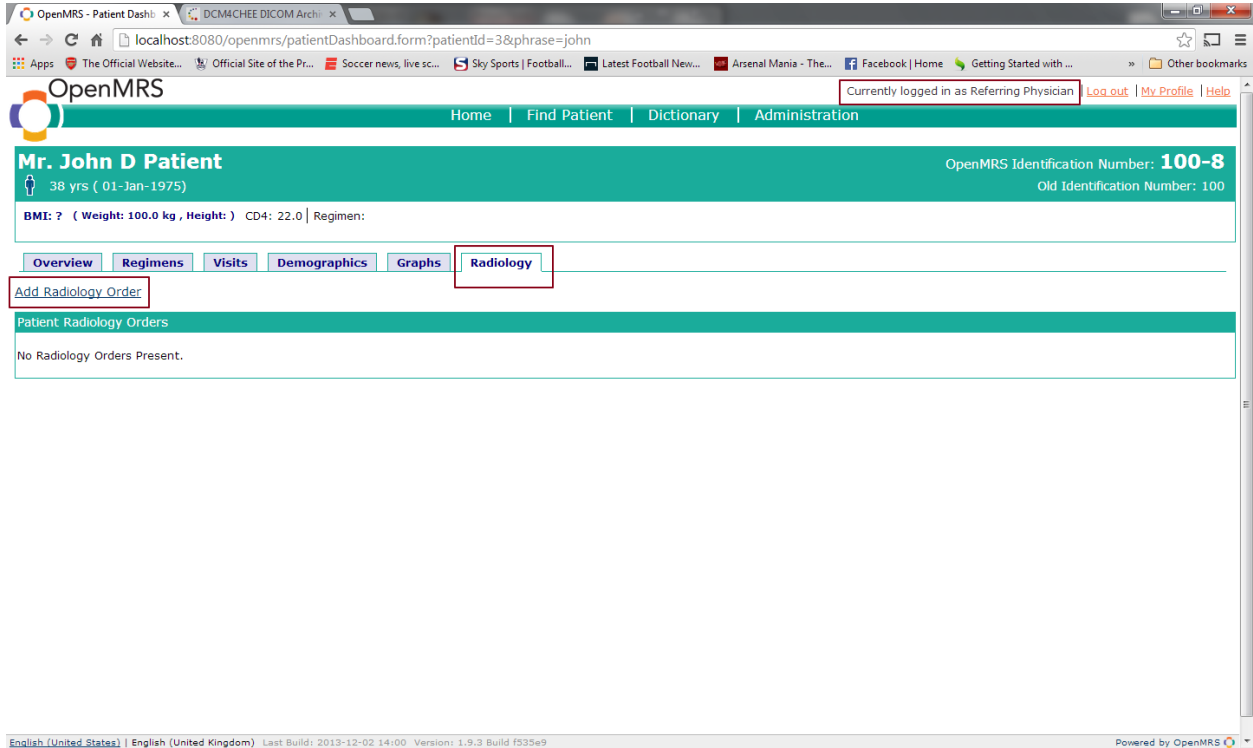 OpenMRS - Patient Dashb
DCM4CHEE DICOM Archi
localhost:8080/openmrs/patientDashboard.form?patientId=3&phrase=john
Apps The Official Website... Official Site of the Pr... Soccer news, live sc... Sky Sports | Football... Latest Football New... Arsenal Mania - The... Facebook | Home Getting Started with ... » Other bookmarks
OpenMRS
Currently logged in as Referring Physician | Log out | My Profile | Help
Home | Find Patient | Dictionary | Administration
Mr. John D Patient OpenMRS Identification Number: 100-8
38 yrs ( 01-Jan-1975) Old Identification Number: 100
BMI: ? ( Weight: 100.0 kg , Height: ) CD4: 22.0 | Regimen:
Overview Regimens Visits Demographics Graphs Radiology
Add Radiology Order
Patient Radiology Orders
No Radiology Orders Present.
English (United States) | English (United Kingdom) Last Build: 2013-12-02 14:00 Version: 1.9.3 Build f535e9 Powered by OpenMRS